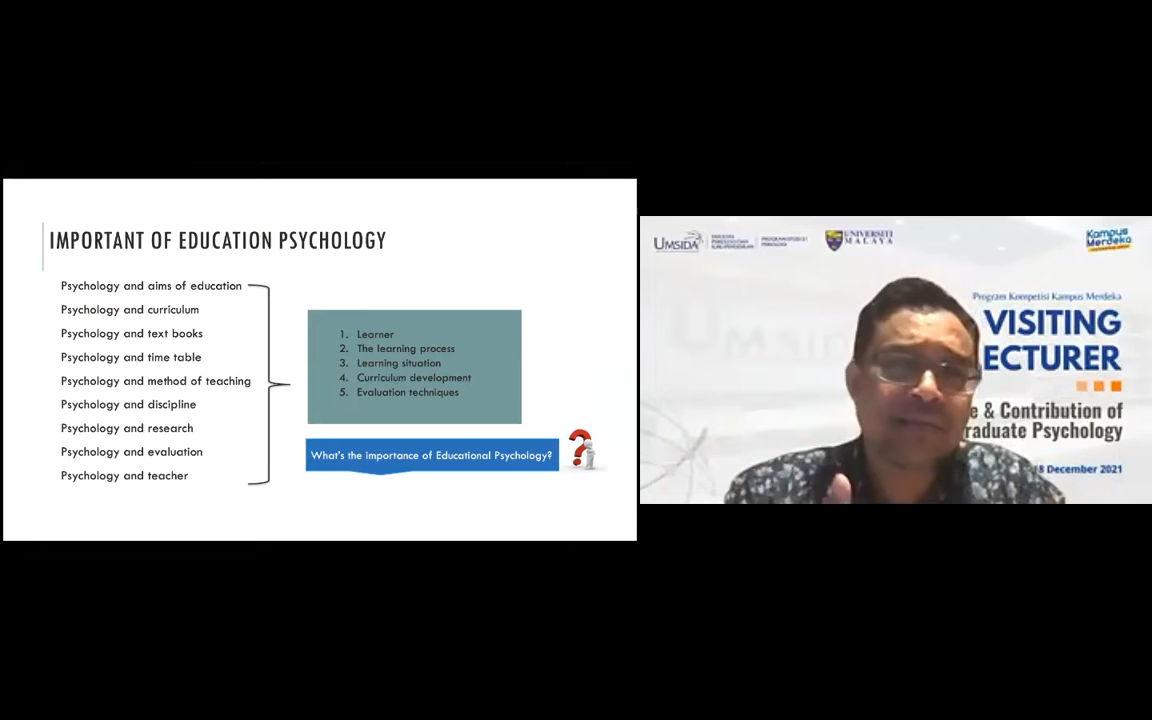 IMPORTANT OF EDUCATION PSYCHOLOGY
Psychology and aims of education
Psychology and curriculum
Psychology and text books
Psychology and time table
Psychology and method of teaching
Psychology and discipline
Psychology and research
Psychology and evaluation
Psychology and teacher
1. Learner
2. The learning process
3. Learning situation
4. Curriculum development
5. Evaluation techniques
What's the importance of Educational Psychology?
UMSIDA
UNIVERSITI
MALAYA
Kampus
Merdeka
Program Kompetisi Kampus Merdeka
VISITING
ECTURER
e & Contribution of
raduate Psychology
8 December 2021